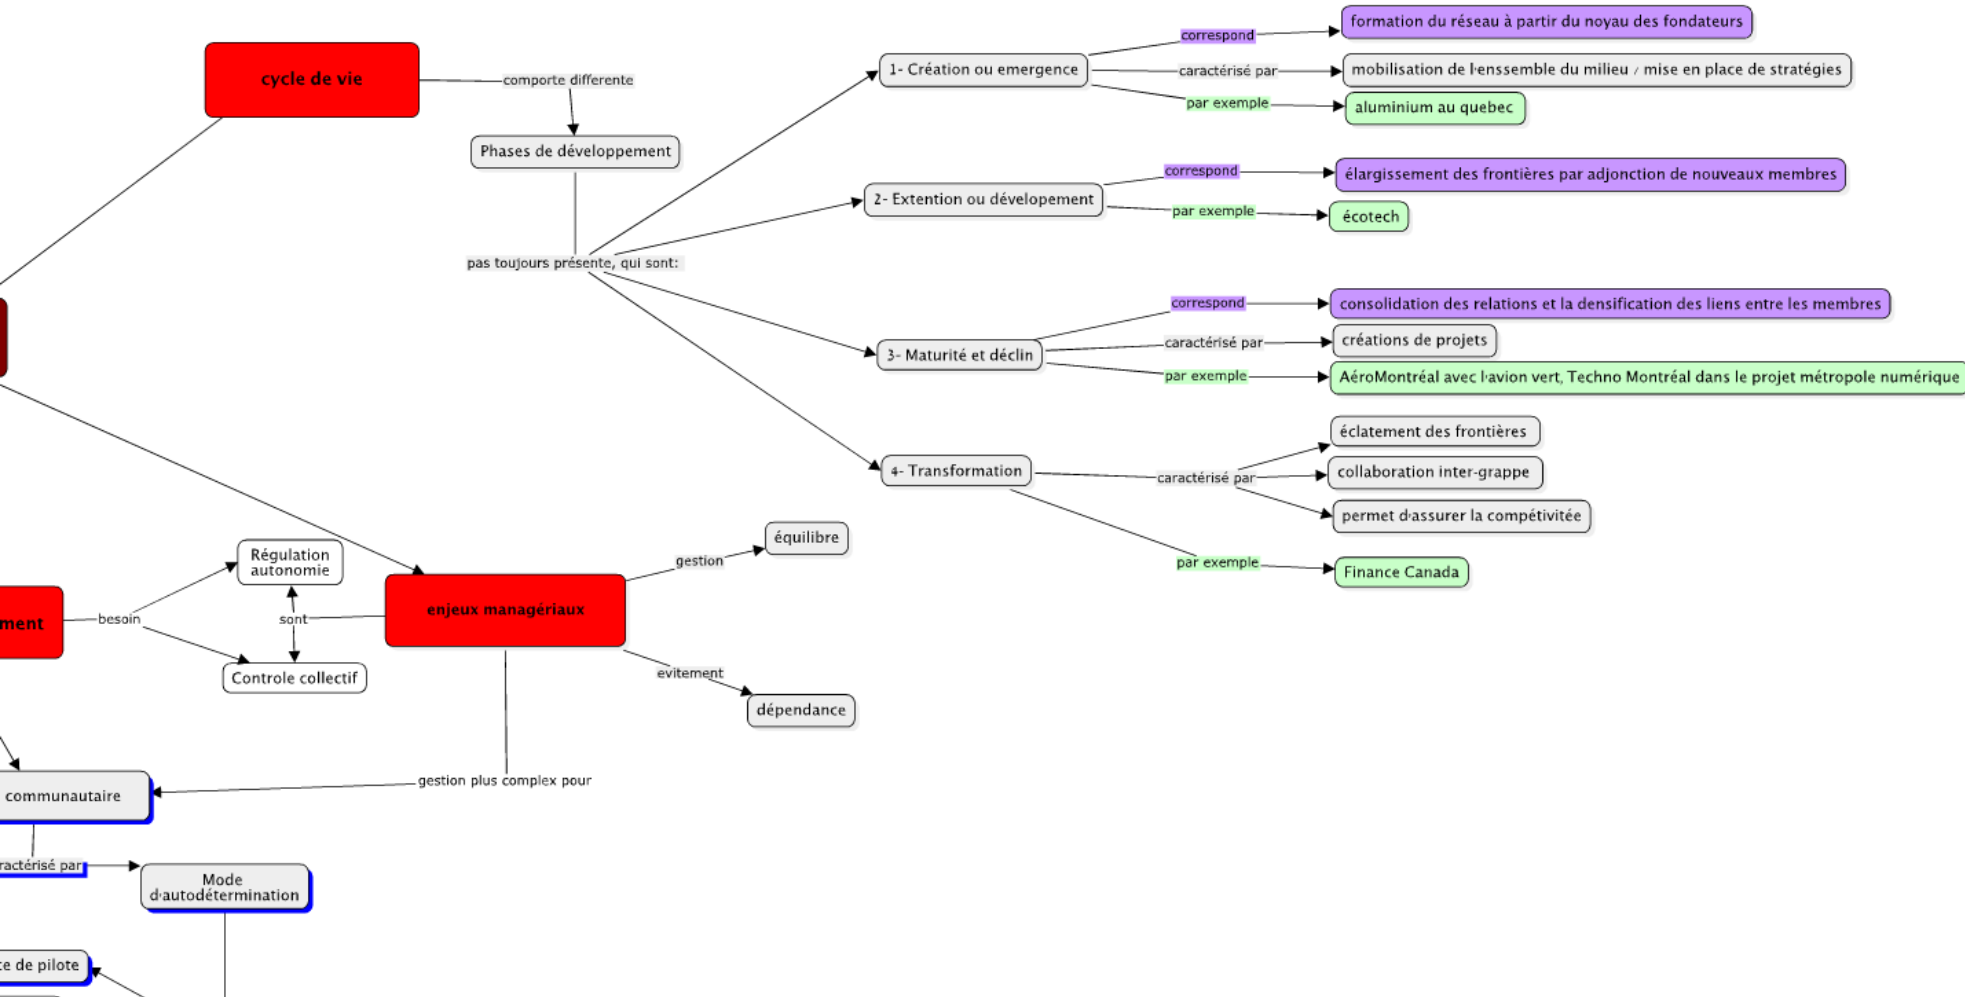 cycle de vie
comporte differente
Phases de développement
pas toujours présente, qui sont:
1- Création ou emergence
correspond
formation du réseau à partir du noyau des fondateurs
caractérisé par
mobilisation de l'enssemble du milieu / mise en place de stratégies
par exemple
aluminium au quebec
2- Extention ou dévelopement
correspond
élargissement des frontières par adjonction de nouveaux membres
par exemple
écotech
3- Maturité et déclin
correspond
consolidation des relations et la densification des liens entre les membres
caractérisé par
créations de projets
par exemple
AéroMontréal avec l'avion vert, Techno Montréal dans le projet métropole numérique
4- Transformation
caractérisé par
éclatement des frontières
collaboration inter-grappe
permet d'assurer la compétivitée
par exemple
Finance Canada
enjeux managériaux
gestion
équilibre
evitement
dépendance
sont
Régulation
autonomie
Controle collectif
besoin
ment
gestion plus complex pour
communautaire
ractérisé par
Mode
d'autodétermination
te de pilote